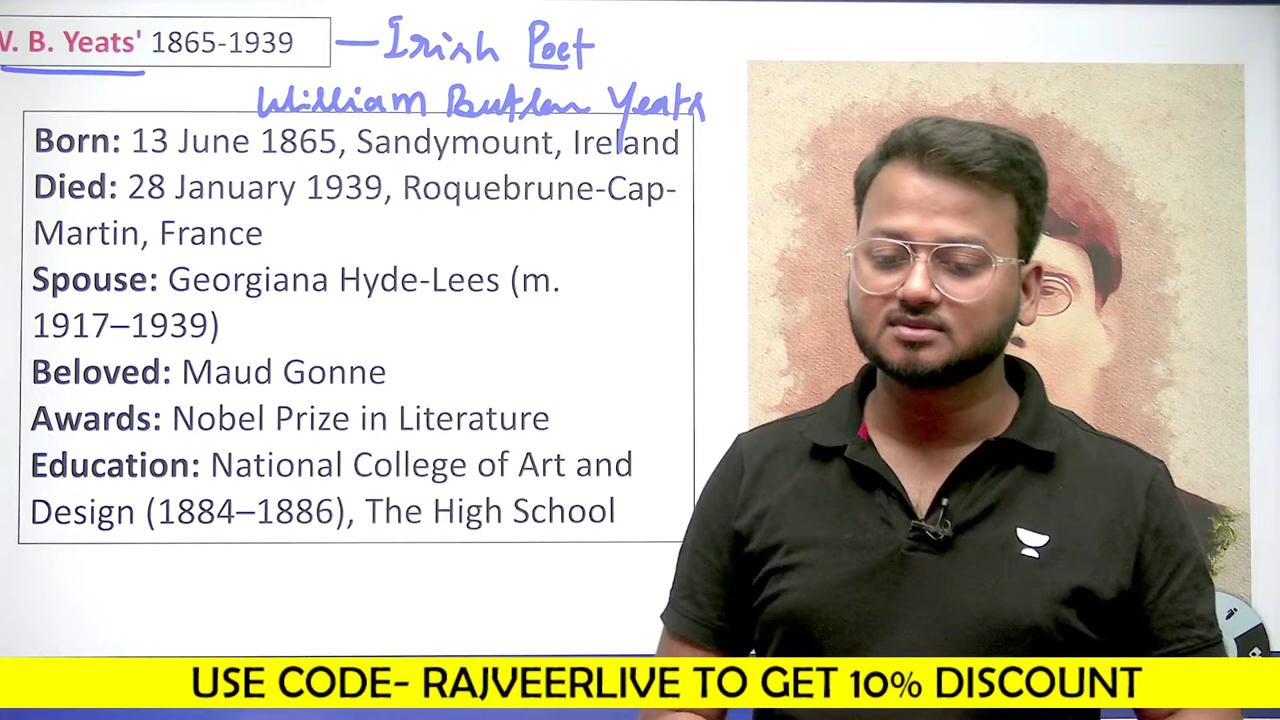 W. B. Yeats' 1865-1939 — Irish Poet
William Butler Yeats
Born: 13 June 1865, Sandymount, Ireland
Died: 28 January 1939, Roquebrune-Cap-
Martin, France
Spouse: Georgiana Hyde-Lees (m.
1917–1939)
Beloved: Maud Gonne
Awards: Nobel Prize in Literature
Education: National College of Art and
Design (1884–1886), The High School
USE CODE- RAJVEERLIVE TO GET 10% DISCOUNT